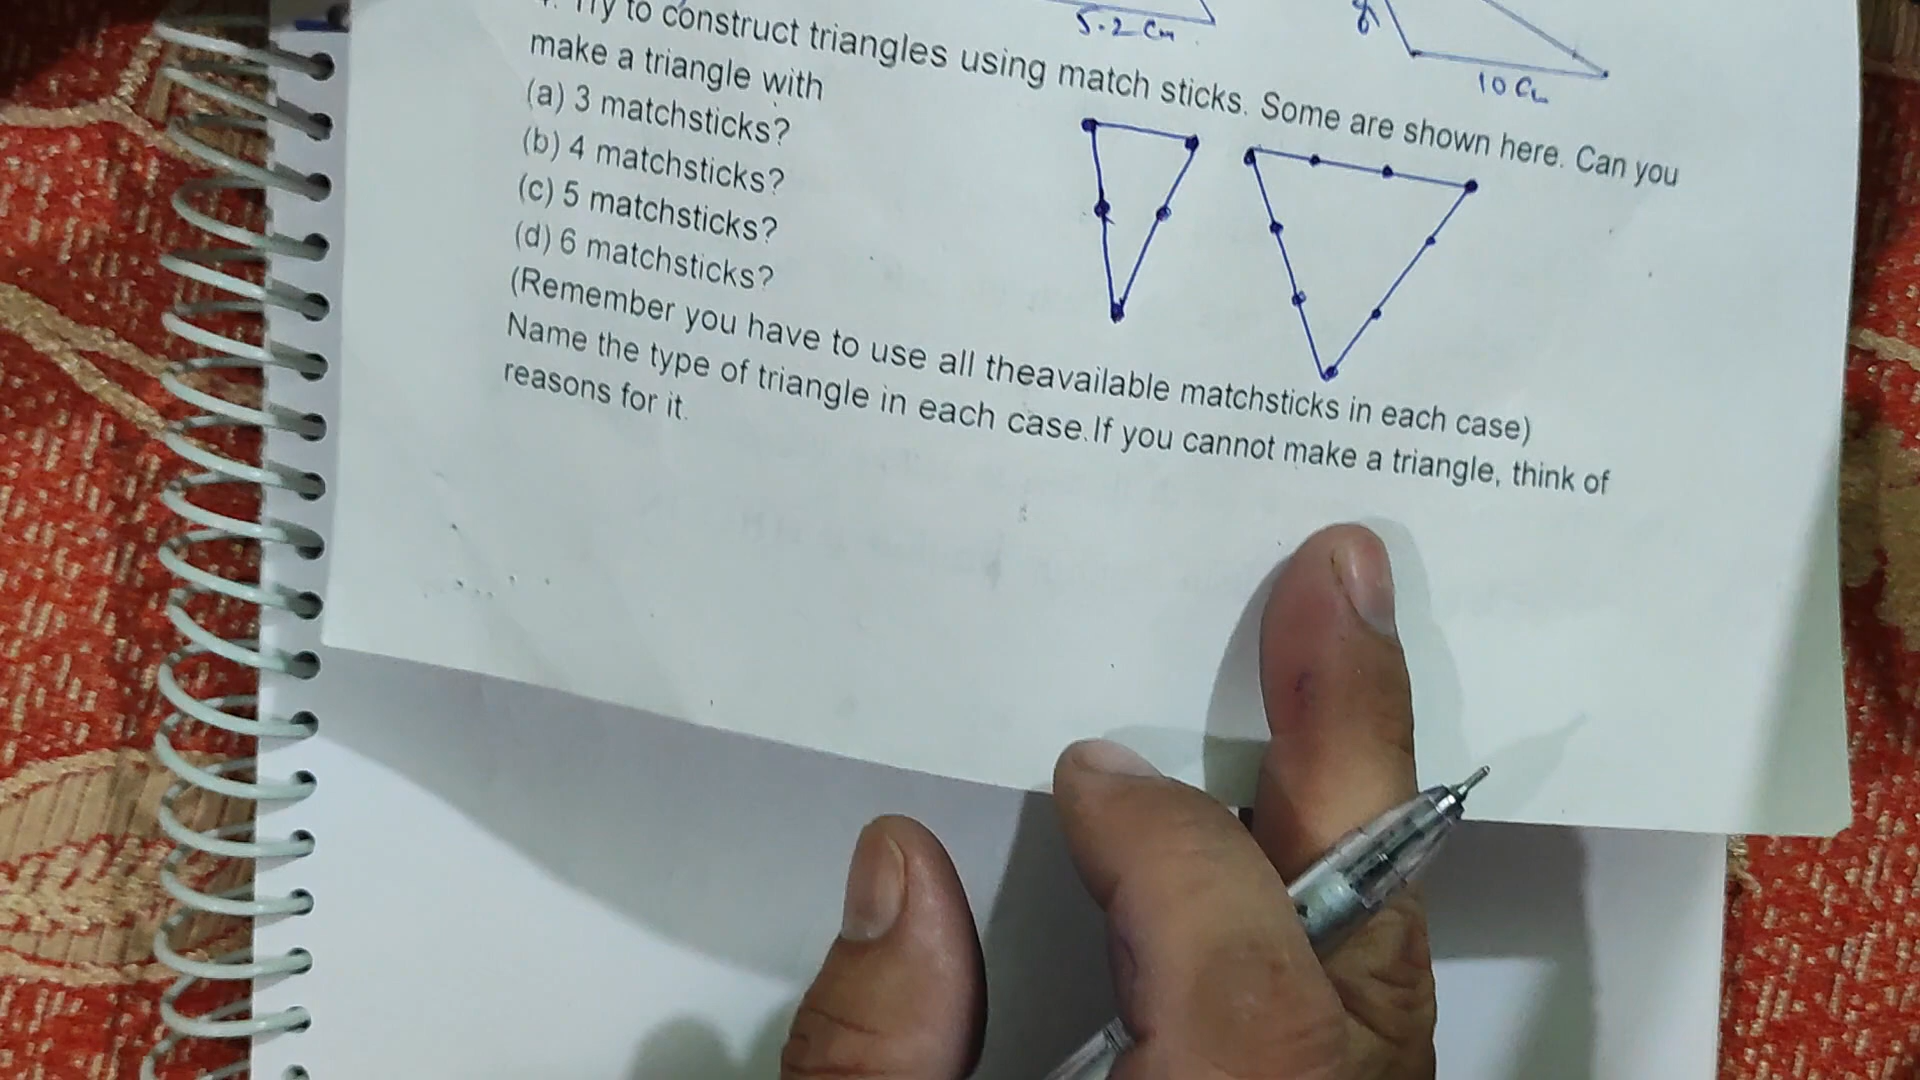 5.2 Cm
10 Cm
Try to construct triangles using match sticks. Some are shown here. Can you
make a triangle with
(a) 3 matchsticks?
(b) 4 matchsticks?
(c) 5 matchsticks?
(d) 6 matchsticks?
(Remember you have to use all theavailable matchsticks in each case)
Name the type of triangle in each case.If you cannot make a triangle, think of
reasons for it.